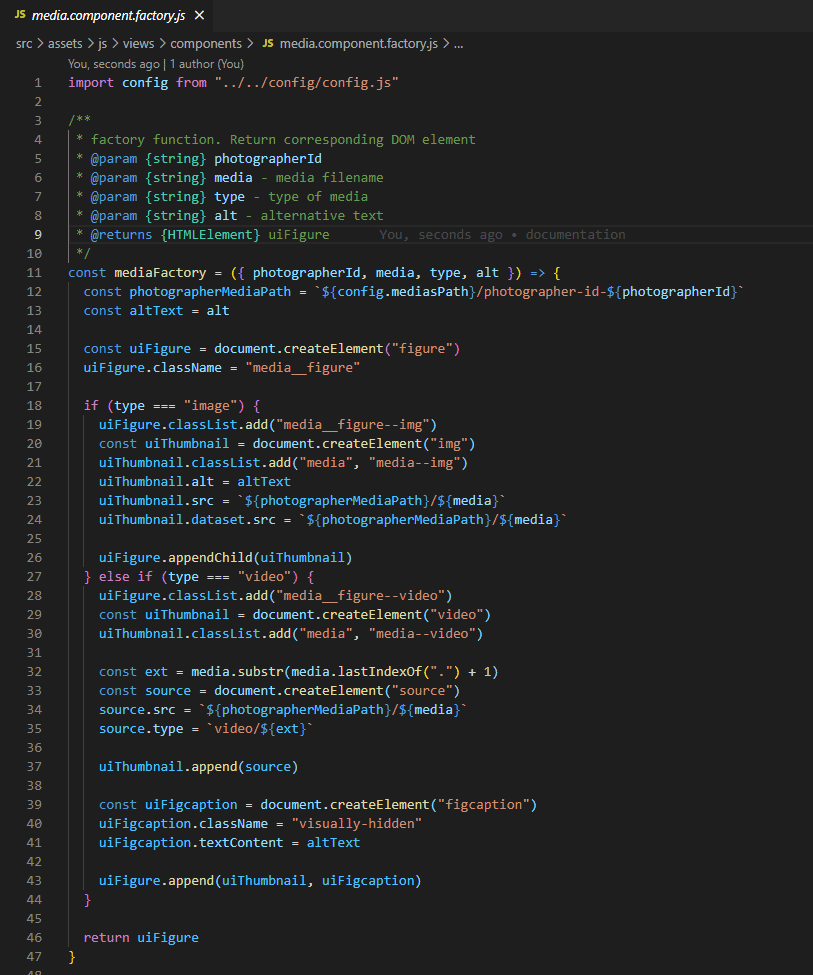 JS media.component.factory.js ×
src > assets > js > views > components > JS media.component.factory.js > ...
You, seconds ago | 1 author (You)
1 import config from "../../config/config.js"
2
3 /**
4  * factory function. Return corresponding DOM element
5  * @param {string} photographerId
6  * @param {string} media - media filename
7  * @param {string} type - type of media
8  * @param {string} alt - alternative text
9  * @returns {HTMLElement} uiFigure You, seconds ago • documentation
10  */
11 const mediaFactory = ({ photographerId, media, type, alt }) => {
12   const photographerMediaPath = `${config.mediasPath}/photographer-id-${photographerId}`
13   const altText = alt
14
15   const uiFigure = document.createElement("figure")
16   uiFigure.className = "media__figure"
17
18   if (type === "image") {
19     uiFigure.classList.add("media__figure--img")
20     const uiThumbnail = document.createElement("img")
21     uiThumbnail.classList.add("media", "media--img")
22     uiThumbnail.alt = altText
23     uiThumbnail.src = `${photographerMediaPath}/${media}`
24     uiThumbnail.dataset.src = `${photographerMediaPath}/${media}`
25
26     uiFigure.appendChild(uiThumbnail)
27   } else if (type === "video") {
28     uiFigure.classList.add("media__figure--video")
29     const uiThumbnail = document.createElement("video")
30     uiThumbnail.classList.add("media", "media--video")
31
32     const ext = media.substr(media.lastIndexOf(".") + 1)
33     const source = document.createElement("source")
34     source.src = `${photographerMediaPath}/${media}`
35     source.type = `video/${ext}`
36
37     uiThumbnail.append(source)
38
39     const uiFigcaption = document.createElement("figcaption")
40     uiFigcaption.className = "visually-hidden"
41     uiFigcaption.textContent = altText
42
43     uiFigure.append(uiThumbnail, uiFigcaption)
44   }
45
46   return uiFigure
47 }
48